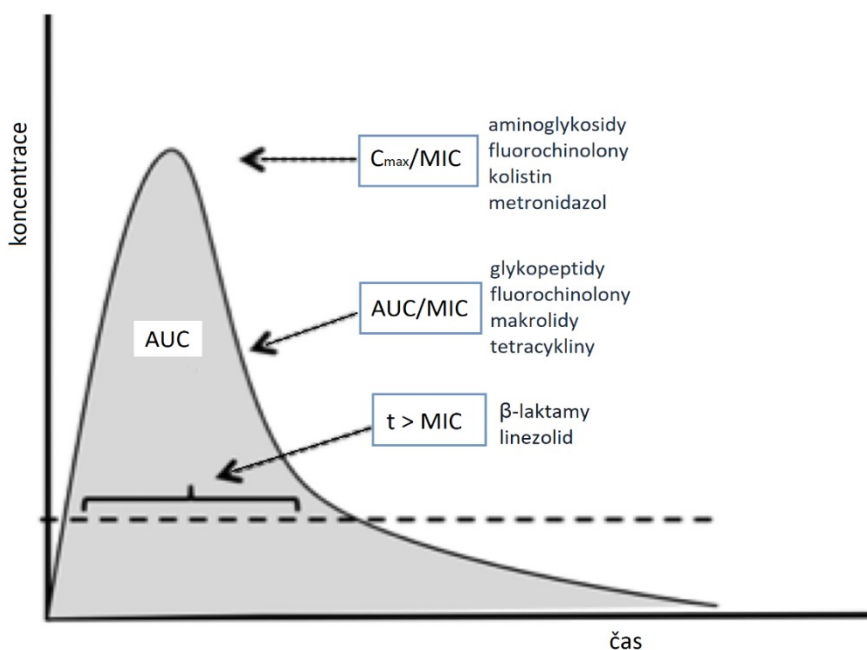 koncentrace
Cmax/MIC
aminoglykosidy
fluorochinolony
kolistin
metronidazol
AUC
AUC/MIC
glykopeptidy
fluorochinolony
makrolidy
tetracykliny
t > MIC
β-laktamy
linezolid
čas